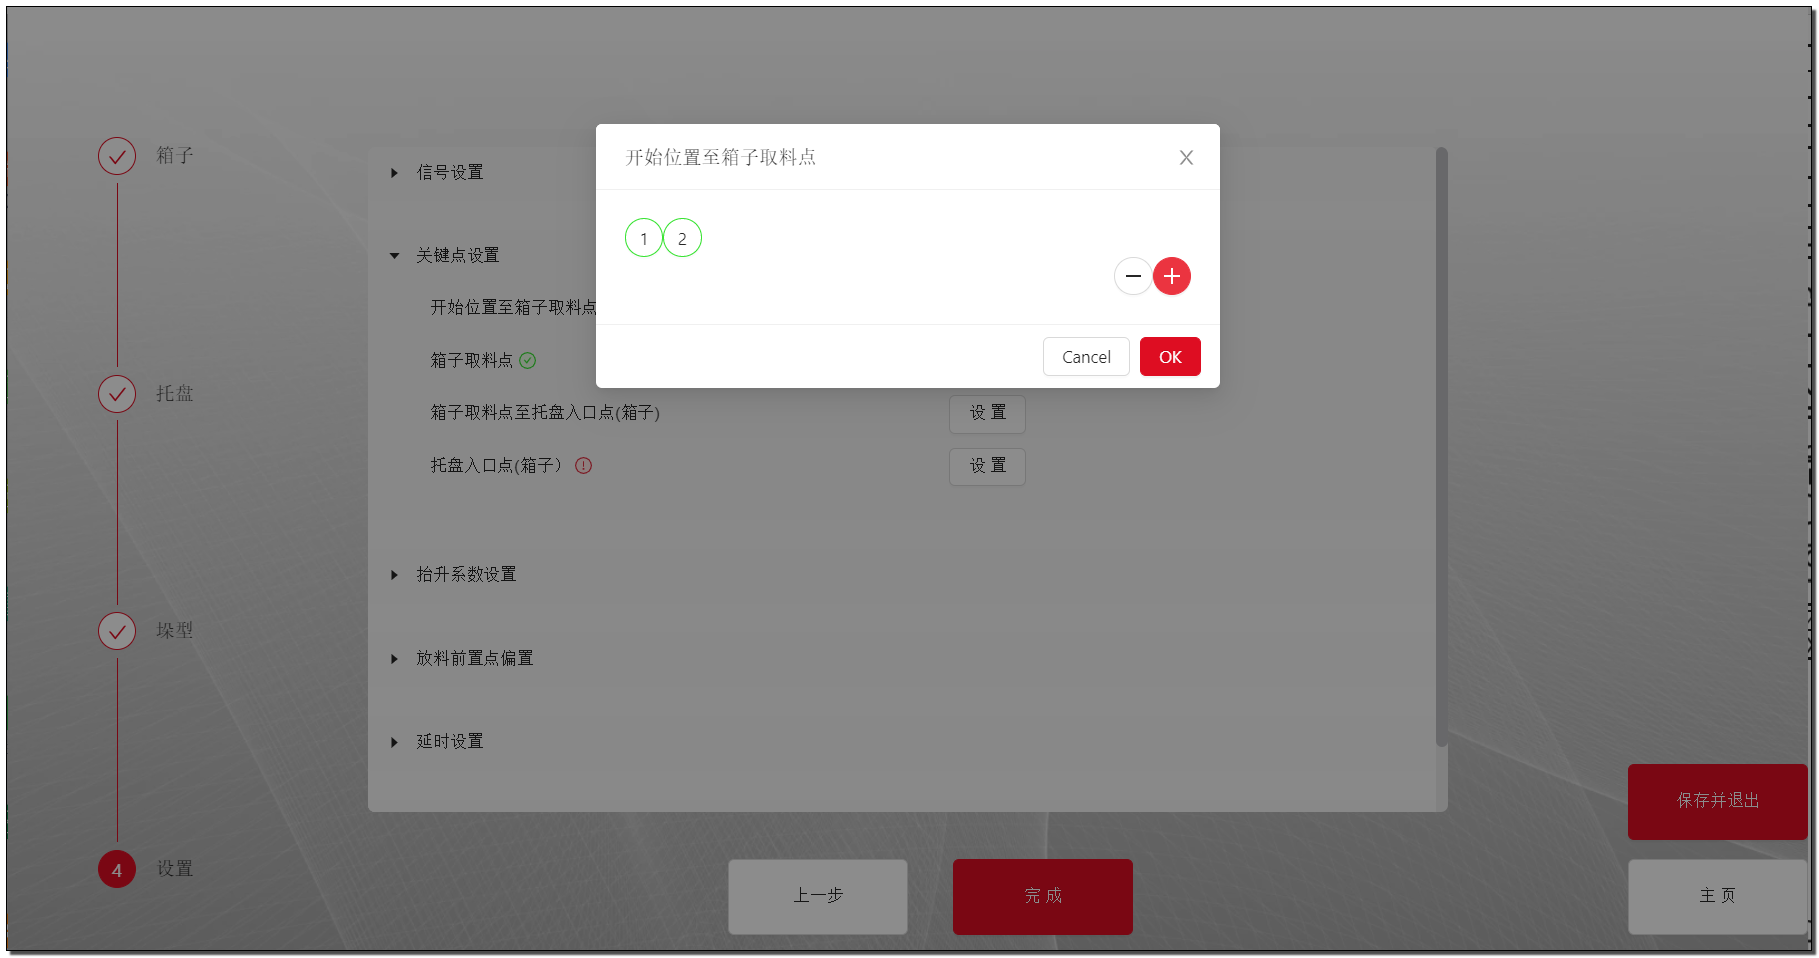 箱子
托盘
垛型
4 设置
信号设置
关键点设置
开始位置至箱子取料点
箱子取料点
箱子取料点至托盘入口点(箱子) 设置
托盘入口点(箱子） 设置
抬升系数设置
放料前置点偏置
延时设置
开始位置至箱子取料点
1 2
Cancel OK
保存并退出
上一步 完成 主页